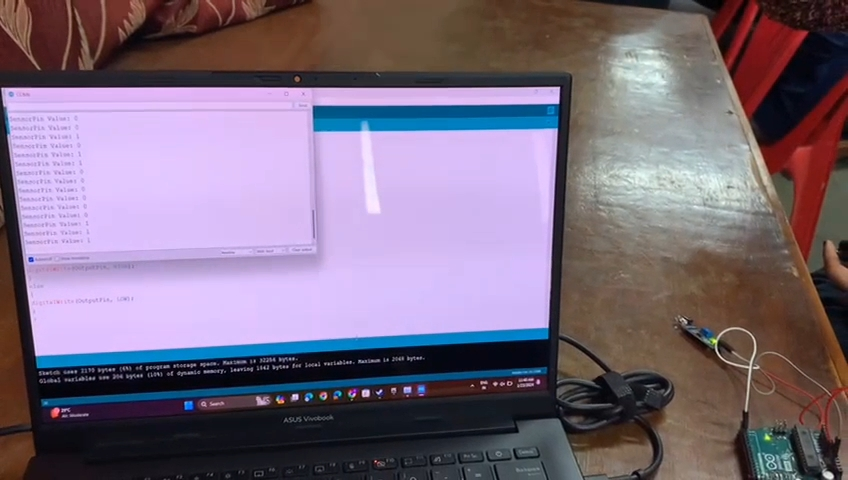 SensorPin Value: 0
SensorPin Value: 0
SensorPin Value: 1
SensorPin Value: 0
SensorPin Value: 1
SensorPin Value: 1
SensorPin Value: 0
SensorPin Value: 0
SensorPin Value: 0
SensorPin Value: 0
SensorPin Value: 0
SensorPin Value: 0
SensorPin Value: 1
SensorPin Value: 1
SensorPin Value: 1
else
digitalWrite(OutputPin, LOW);
Sketch uses 2170 bytes (6%) of program storage space. Maximum is 32256 bytes.
Global variables use 206 bytes (10%) of dynamic memory, leaving 1842 bytes for local variables. Maximum is 2048 bytes.
Search
ASUS Vivobook